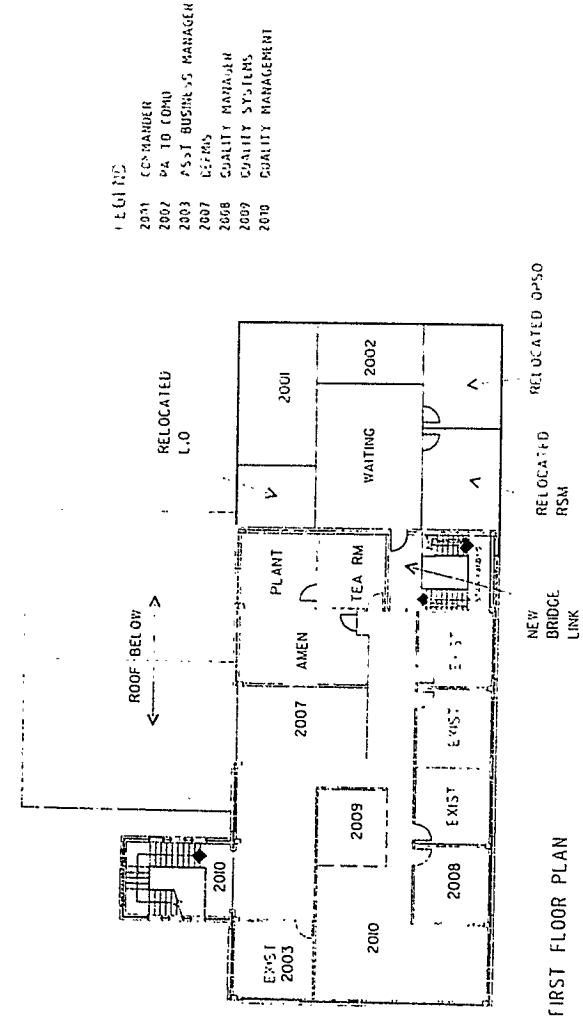 LEGEND
2001 COMMANDER
2002 PA TO COMD
2003 ASST BUSINESS MANAGER
2007
2008 QUALITY MANAGER
2009 QUALITY SYSTEMS
2010 QUALITY MANAGEMENT
RELOCATED
L.O
ROOF BELOW
2001
2002
WAITING
PLANT
TEA RM
AMEN
2007
2009
2010
EXIST
2003
2010
2008
EXIST
EXIST
EXIST
NEW
BRIDGE
LINK
RELOCATED
RSM
RELOCATED OPSO
FIRST FLOOR PLAN